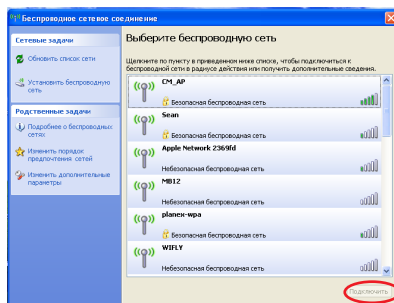 Беспроводное сетевое соединение
Сетевые задачи
Обновить список сети
Установить беспроводную
сеть
Родственные задачи
Подробнее о беспроводных
сетях
Изменить порядок
предпочтения сетей
Изменить дополнительные
параметры
Выберите беспроводную сеть
Щелкните по пункту в приведенном ниже списке, чтобы подключиться к
беспроводной сети в радиусе действия или получить дополнительные сведения.
CM_AP
Безопасная беспроводная сеть
Sean
Безопасная беспроводная сеть
Apple Network 2369fd
Небезопасная беспроводная сеть
MB12
Небезопасная беспроводная сеть
planex-wpa
Безопасная беспроводная сеть
WIFLY
Небезопасная беспроводная сеть
Подключить